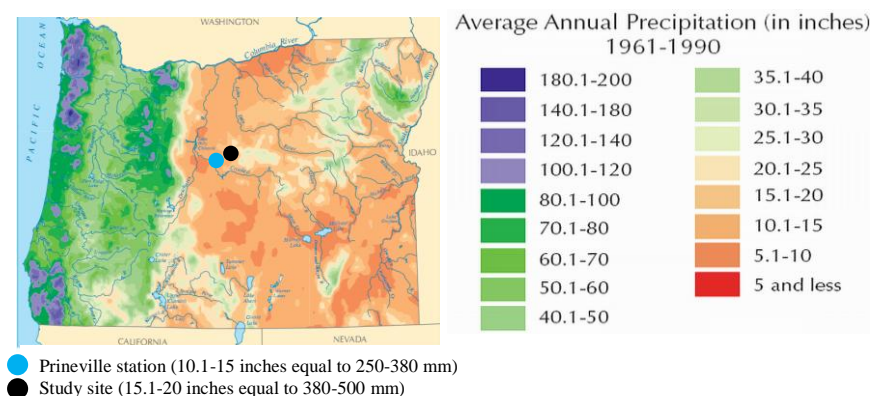 WASHINGTON
PACIFIC OCEAN
Columbia River
IDAHO
CALIFORNIA
NEVADA
Average Annual Precipitation (in inches)
1961-1990
180.1-200
140.1-180
120.1-140
100.1-120
80.1-100
70.1-80
60.1-70
50.1-60
40.1-50
35.1-40
30.1-35
25.1-30
20.1-25
15.1-20
10.1-15
5.1-10
5 and less
Prineville station (10.1-15 inches equal to 250-380 mm)
Study site (15.1-20 inches equal to 380-500 mm)